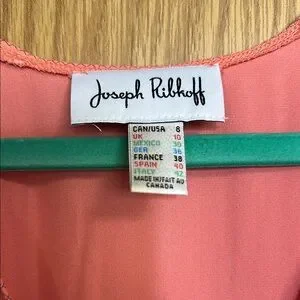 Joseph Ribkoff
CAN/USA 8
UK 10
MEXICO 30
GER 36
FRANCE 38
SPAIN 40
ITALY 42
MADE IN/FAIT AU
CANADA